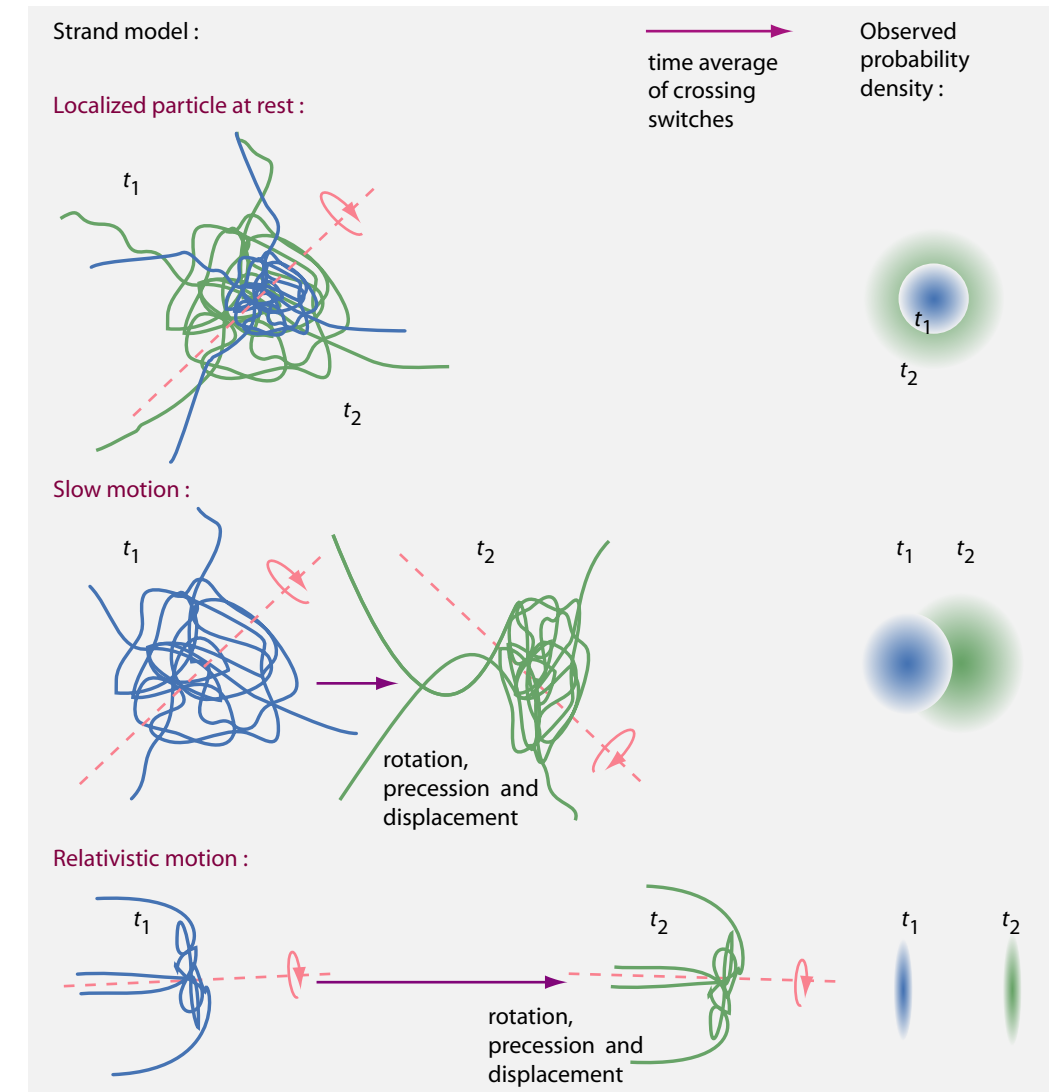 Strand model :
time average
of crossing
switches
Observed
probability
density :
Localized particle at rest :
t1
t2
t1
t2
Slow motion :
t1
t2
rotation,
precession and
displacement
t1 t2
Relativistic motion :
t1
t2
rotation,
precession and
displacement
t1 t2